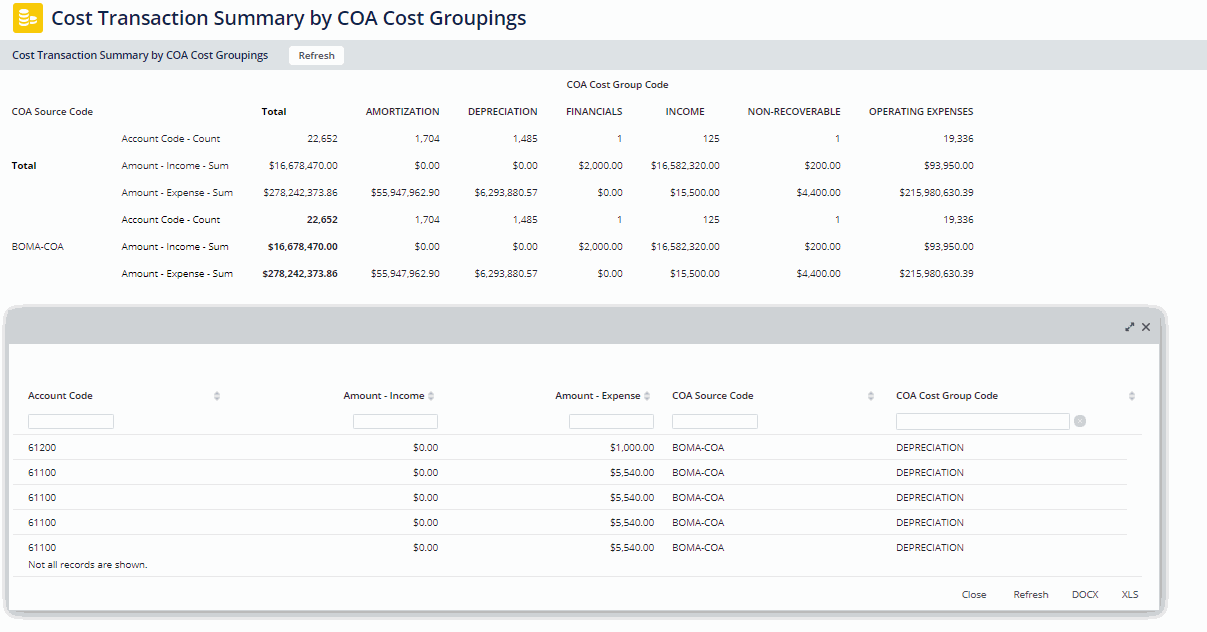 Cost Transaction Summary by COA Cost Groupings
Cost Transaction Summary by COA Cost Groupings Refresh
COA Cost Group Code
COA Source Code Total AMORTIZATION DEPRECIATION FINANCIALS INCOME NON-RECOVERABLE OPERATING EXPENSES
Account Code - Count 22,652 1,704 1,485 1 125 1 19,336
Total Amount - Income - Sum $16,678,470.00 $0.00 $0.00 $2,000.00 $16,582,320.00 $200.00 $93,950.00
Amount - Expense - Sum $278,242,373.86 $55,947,962.90 $6,293,880.57 $0.00 $15,500.00 $4,400.00 $215,980,630.39
Account Code - Count 22,652 1,704 1,485 1 125 1 19,336
BOMA-COA Amount - Income - Sum $16,678,470.00 $0.00 $0.00 $2,000.00 $16,582,320.00 $200.00 $93,950.00
Amount - Expense - Sum $278,242,373.86 $55,947,962.90 $6,293,880.57 $0.00 $15,500.00 $4,400.00 $215,980,630.39
Account Code Amount - Income Amount - Expense COA Source Code COA Cost Group Code
61200 $0.00 $1,000.00 BOMA-COA DEPRECIATION
61100 $0.00 $5,540.00 BOMA-COA DEPRECIATION
61100 $0.00 $5,540.00 BOMA-COA DEPRECIATION
61100 $0.00 $5,540.00 BOMA-COA DEPRECIATION
61100 $0.00 $5,540.00 BOMA-COA DEPRECIATION
Not all records are shown.
Close Refresh DOCX XLS